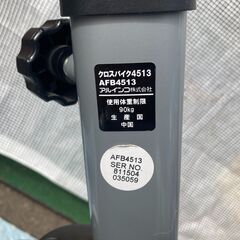 クロスバイク4513
AFB4513
アルインコ株式会社
使用体重制限
90kg
生産国
中国
AFB4513
SER NO.
811504
035059